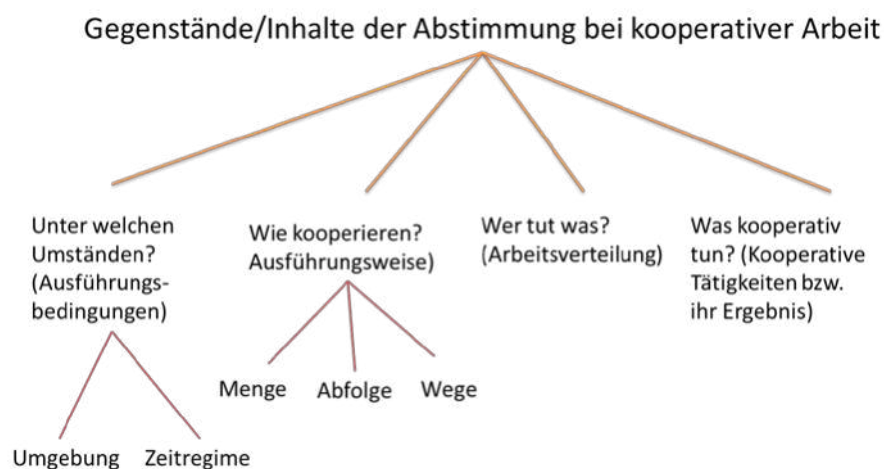 Gegenstände/Inhalte der Abstimmung bei kooperativer Arbeit
Unter welchen
Umständen?
(Ausführungs-
bedingungen)
Wie kooperieren?
Ausführungsweise)
Wer tut was?
(Arbeitsverteilung)
Was kooperativ
tun? (Kooperative
Tätigkeiten bzw.
ihr Ergebnis)
Menge
Abfolge
Wege
Umgebung
Zeitregime